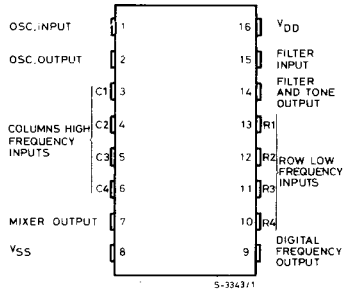 OSC.INPUT
OSC.OUTPUT
C1
C2
C3
C4
COLUMNS HIGH
FREQUENCY
INPUTS
MIXER OUTPUT
VSS
1
2
3
4
5
6
7
8
16
15
14
13
12
11
10
9
VDD
FILTER
INPUT
FILTER
AND TONE
OUTPUT
R1
R2
R3
R4
ROW LOW
FREQUENCY
INPUTS
DIGITAL
FREQUENCY
OUTPUT
S-3343/1